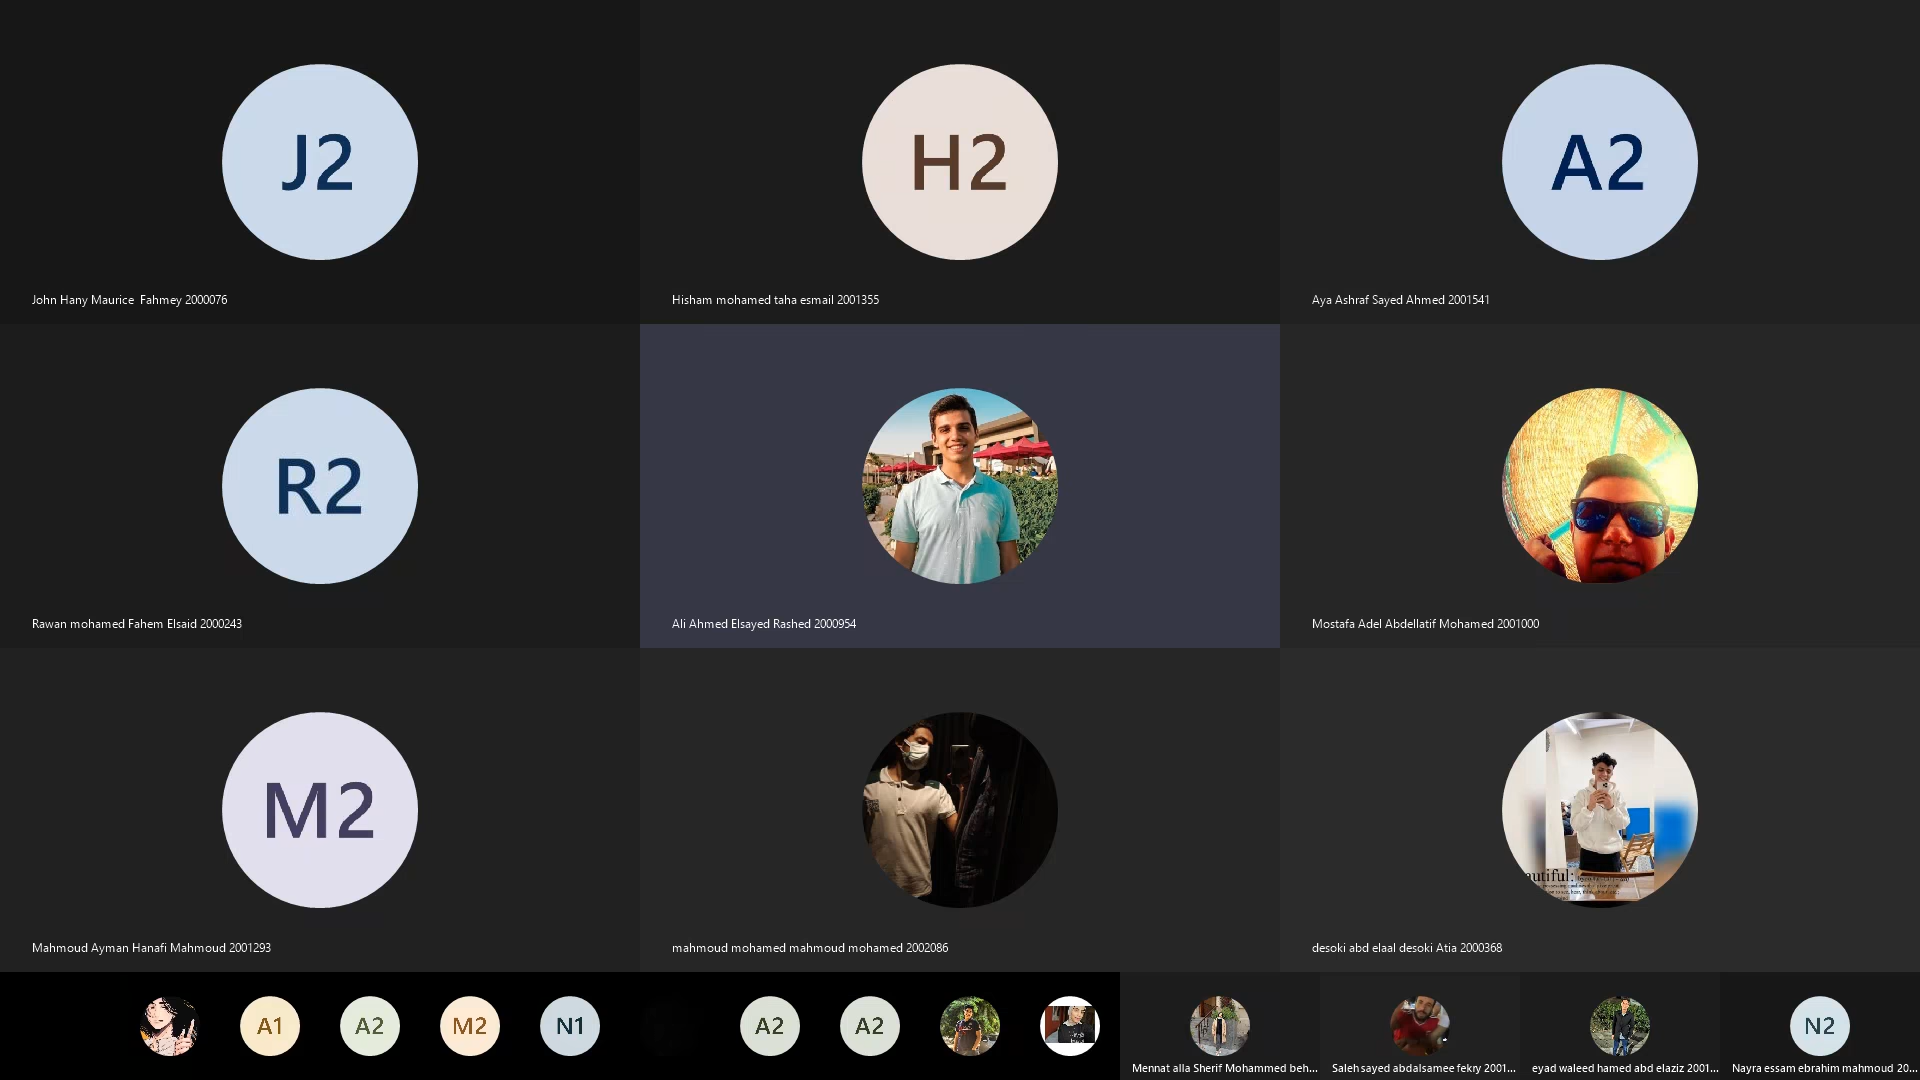 J2
H2
A2
John Hany Maurice  Fahmey 2000076
Hisham mohamed taha esmail 2001355
Aya Ashraf Sayed Ahmed 2001541
R2
Rawan mohamed Fahem Elsaid 2000243
Ali Ahmed Elsayed Rashed 2000954
Mostafa Adel Abdellatif Mohamed 2001000
M2
autiful:
Mahmoud Ayman Hanafi Mahmoud 2001293
mahmoud mohamed mahmoud mohamed 2002086
desoki abd elaal desoki Atia 2000368
A1
A2
M2
N1
A2
A2
N2
Mennat alla Sherif Mohammed beh...
Saleh sayed abdalsamee fekry 2001...
eyad waleed hamed abd elaziz 2001...
Nayra essam ebrahim mahmoud 20...